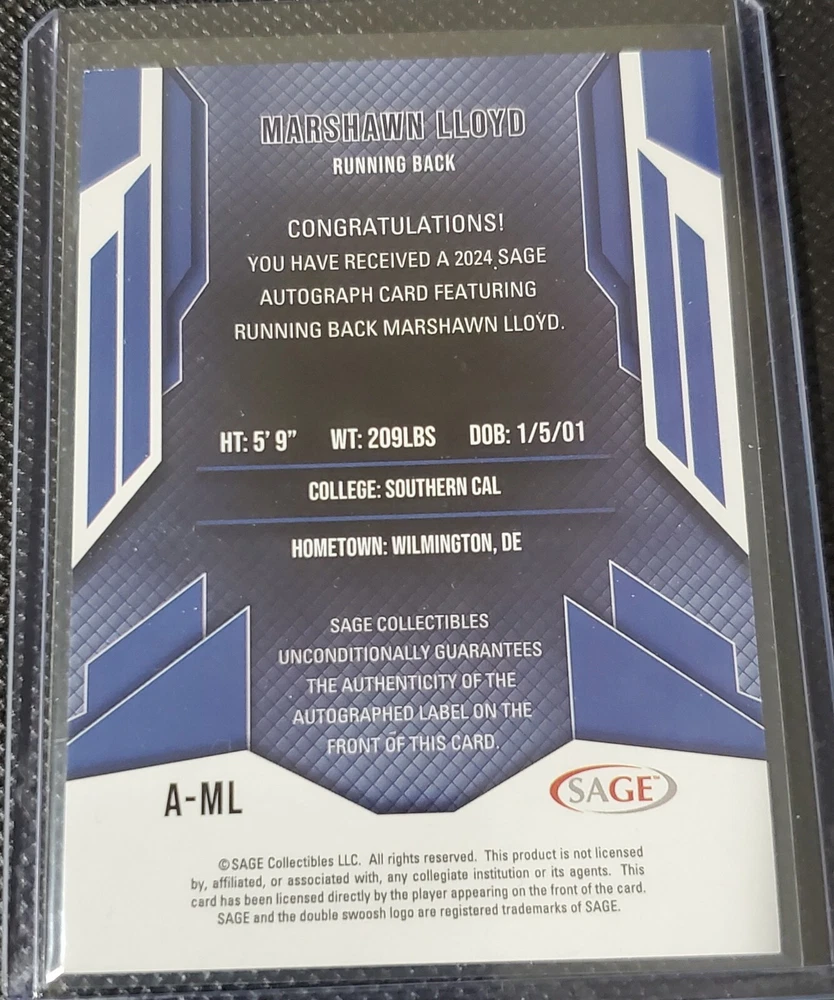 MARSHAWN LLOYD
RUNNING BACK
CONGRATULATIONS!
YOU HAVE RECEIVED A 2024 SAGE
AUTOGRAPH CARD FEATURING
RUNNING BACK MARSHAWN LLOYD.
HT: 5' 9" WT: 209LBS DOB: 1/5/01
COLLEGE: SOUTHERN CAL
HOMETOWN: WILMINGTON, DE
SAGE COLLECTIBLES
UNCONDITIONALLY GUARANTEES
THE AUTHENTICITY OF THE
AUTOGRAPHED LABEL ON THE
FRONT OF THIS CARD.
A-ML
SAGE™
©SAGE Collectibles LLC. All rights reserved. This product is not licensed
by, affiliated, or associated with, any collegiate institution or its agents. This
card has been licensed directly by the player appearing on the front of the card.
SAGE and the double swoosh logo are registered trademarks of SAGE.